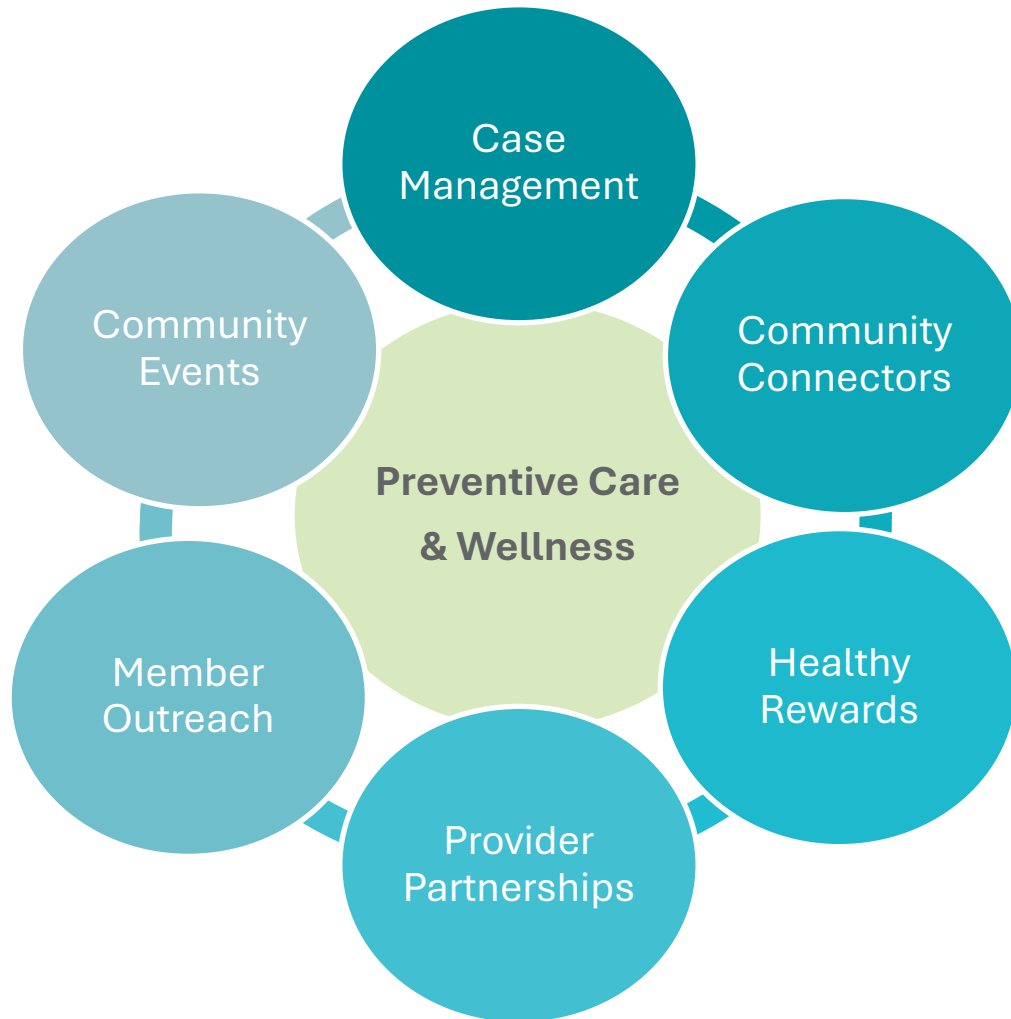 Case
Management
Community
Connectors
Healthy
Rewards
Provider
Partnerships
Member
Outreach
Community
Events
Preventive Care
& Wellness